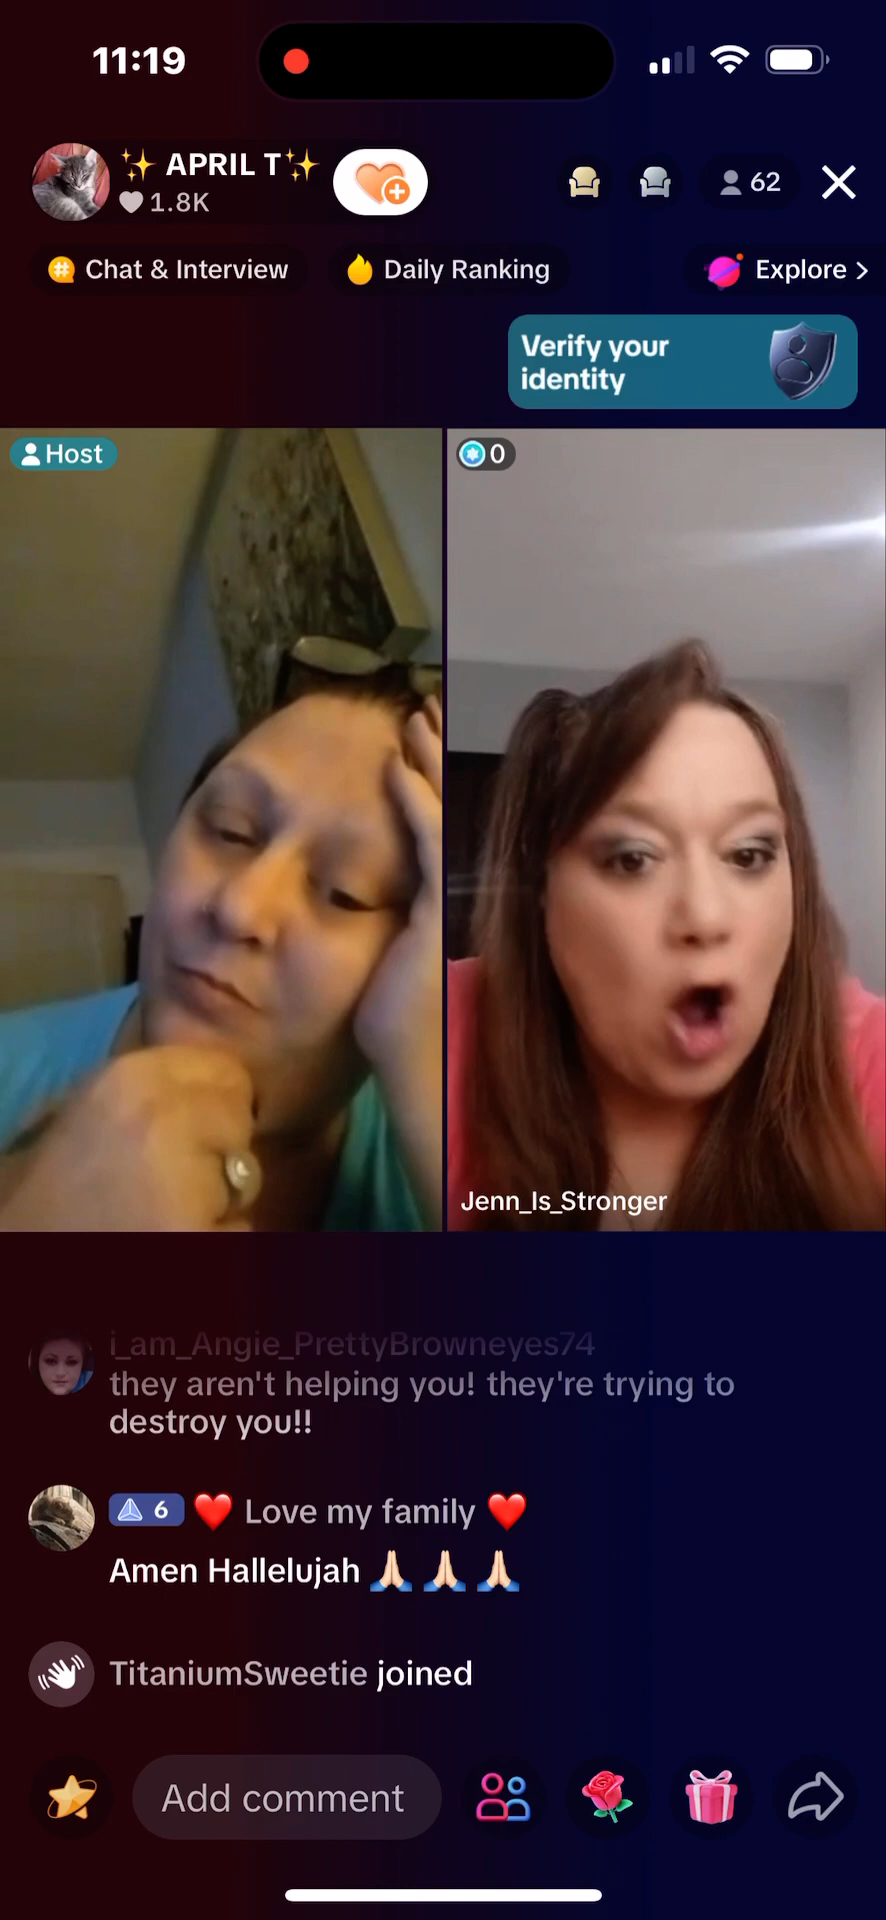 11:19
✨ APRIL T✨
1.8K
62
Chat & Interview
Daily Ranking
Explore >
Verify your
identity
Host
0
Jenn_Is_Stronger
i_am_Angie_PrettyBrowneyes74
they aren't helping you! they're trying to
destroy you!!
6 ❤️ Love my family ❤️
Amen Hallelujah 🙏🏻 🙏🏻 🙏🏻
TitaniumSweetie joined
Add comment